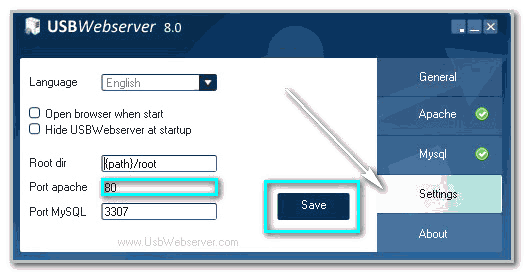 USBWebserver 8.0
Language English
Open browser when start
Hide USBWebserver at startup
Root dir {path}/root
Port apache 80
Port MySQL 3307
Save
www.UsbWebserver.com
General
Apache
Mysql
Settings
About